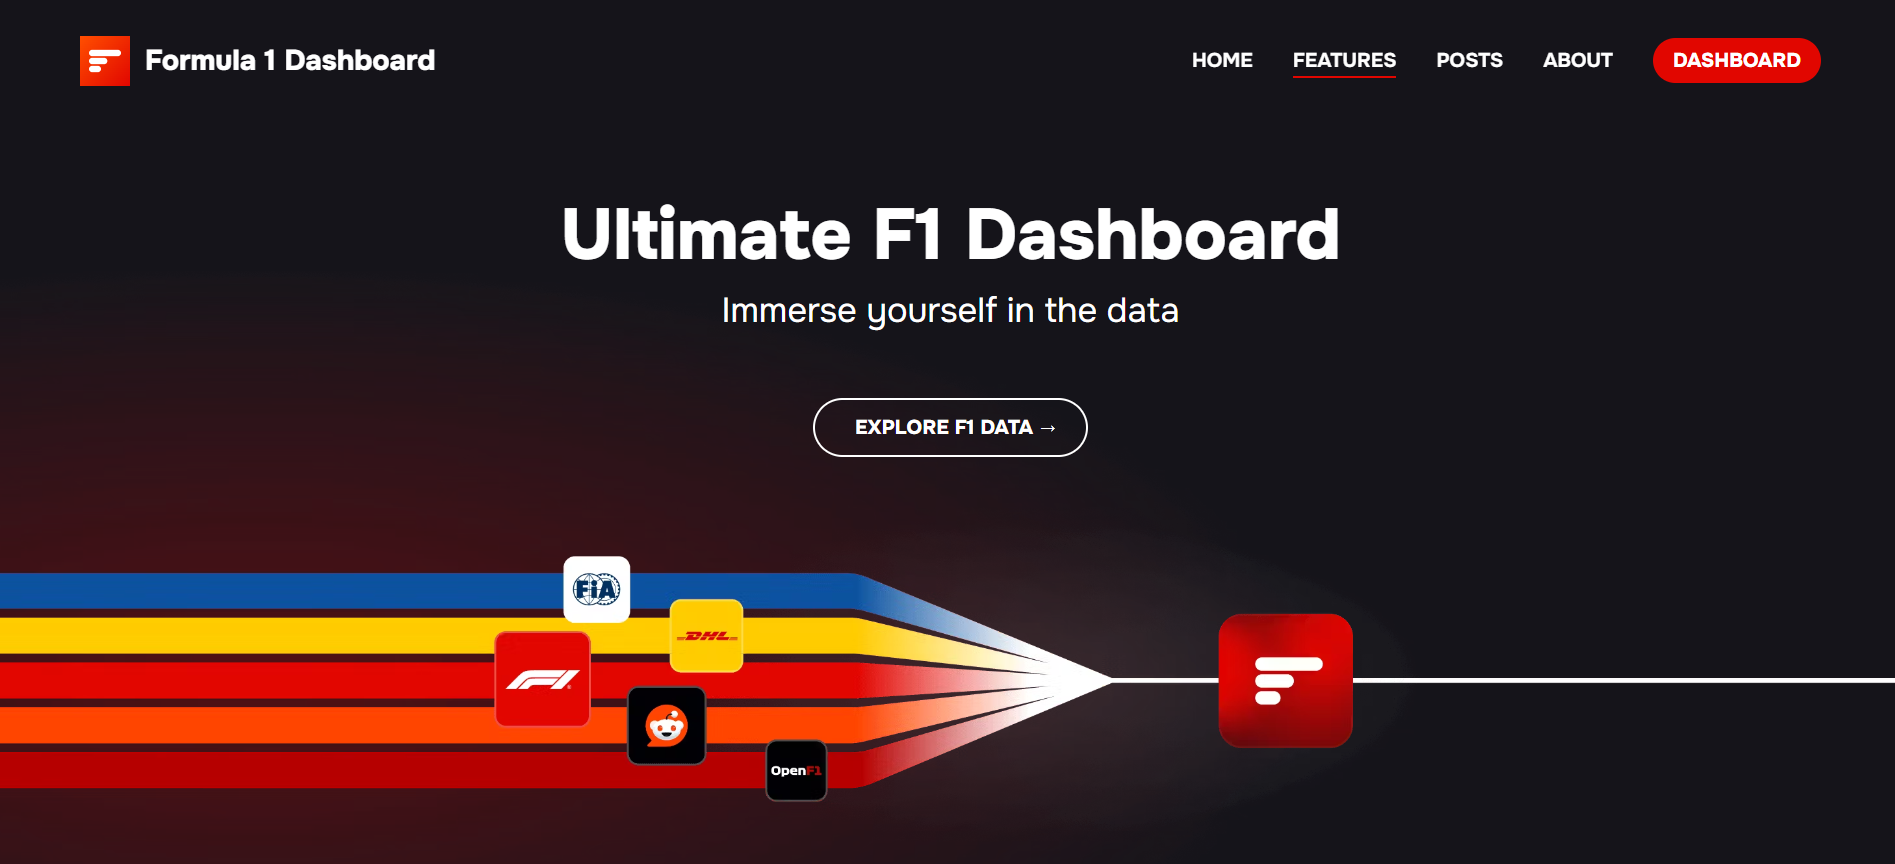 Formula 1 Dashboard
HOME FEATURES POSTS ABOUT DASHBOARD
Ultimate F1 Dashboard
Immerse yourself in the data
EXPLORE F1 DATA →
FiA
DHL
F1
OpenF1